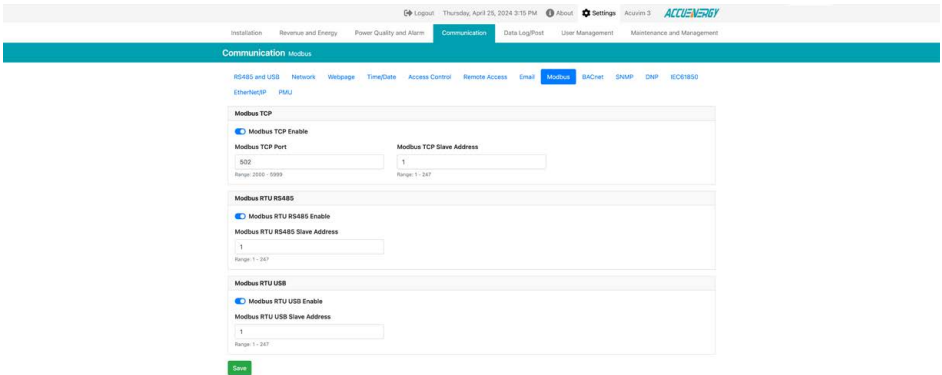 Logout Thursday, April 25, 2024 3:15 PM About Settings Acuvim 3 ACCUENERGY
Installation Revenue and Energy Power Quality and Alarm Communication Data Log/Post User Management Maintenance and Management
Communication Modbus
RS485 and USB Network Webpage Time/Date Access Control Remote Access Email Modbus BACnet SNMP DNP IEC61850
EtherNet/IP PMU
Modbus TCP
Modbus TCP Enable
Modbus TCP Port Modbus TCP Slave Address
502 1
Range: 2000 - 5999 Range: 1 - 247
Modbus RTU RS485
Modbus RTU RS485 Enable
Modbus RTU RS485 Slave Address
1
Range: 1 - 247
Modbus RTU USB
Modbus RTU USB Enable
Modbus RTU USB Slave Address
1
Range: 1 - 247
Save